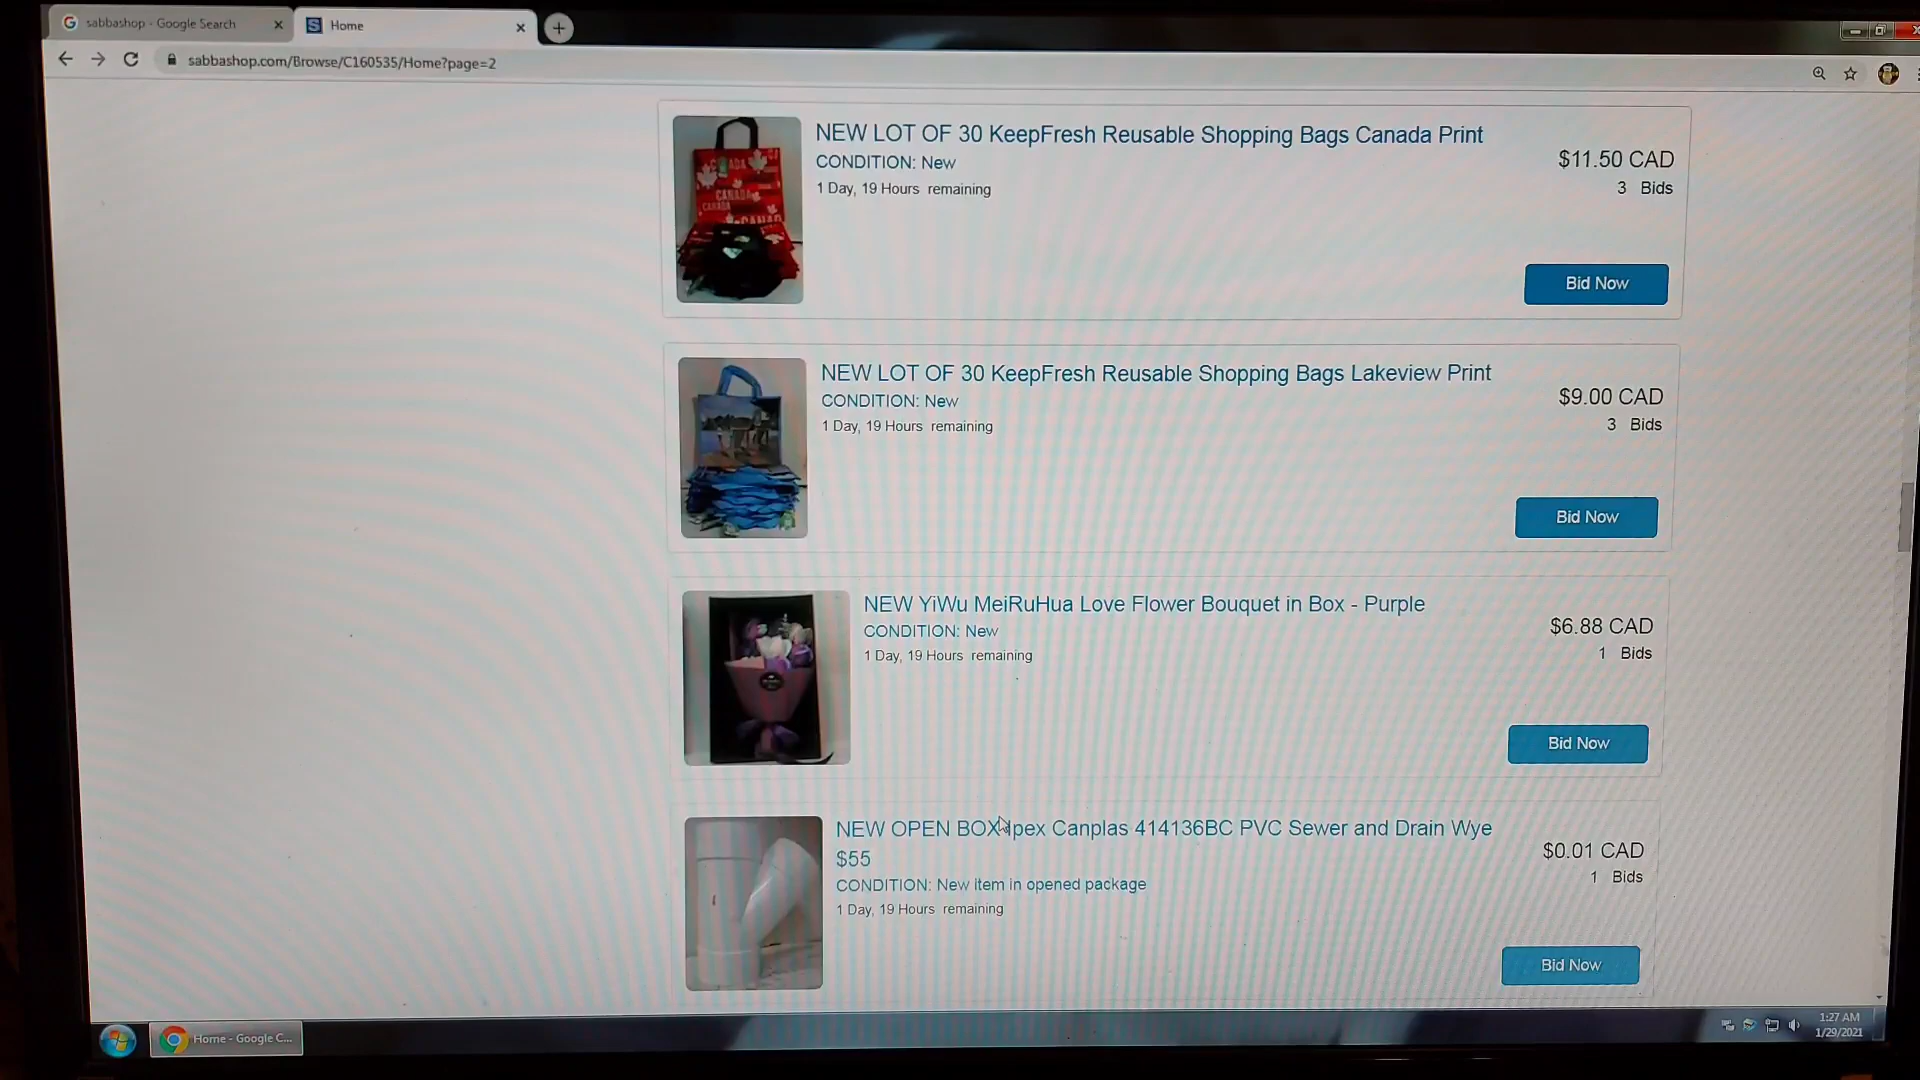 sabbashop - Google Search
Home
sabbashop.com/Browse/C160535/Home?page=2
NEW LOT OF 30 KeepFresh Reusable Shopping Bags Canada Print
CONDITION: New
1 Day, 19 Hours remaining
$11.50 CAD
3 Bids
Bid Now
CANADA
NEW LOT OF 30 KeepFresh Reusable Shopping Bags Lakeview Print
CONDITION: New
1 Day, 19 Hours remaining
$9.00 CAD
3 Bids
Bid Now
NEW YiWu MeiRuHua Love Flower Bouquet in Box - Purple
CONDITION: New
1 Day, 19 Hours remaining
$6.88 CAD
1 Bids
Bid Now
NEW OPEN BOX Ipex Canplas 414136BC PVC Sewer and Drain Wye
$55
CONDITION: New item in opened package
1 Day, 19 Hours remaining
$0.01 CAD
1 Bids
Bid Now
Home - Google C...
1:27 AM
1/29/2021